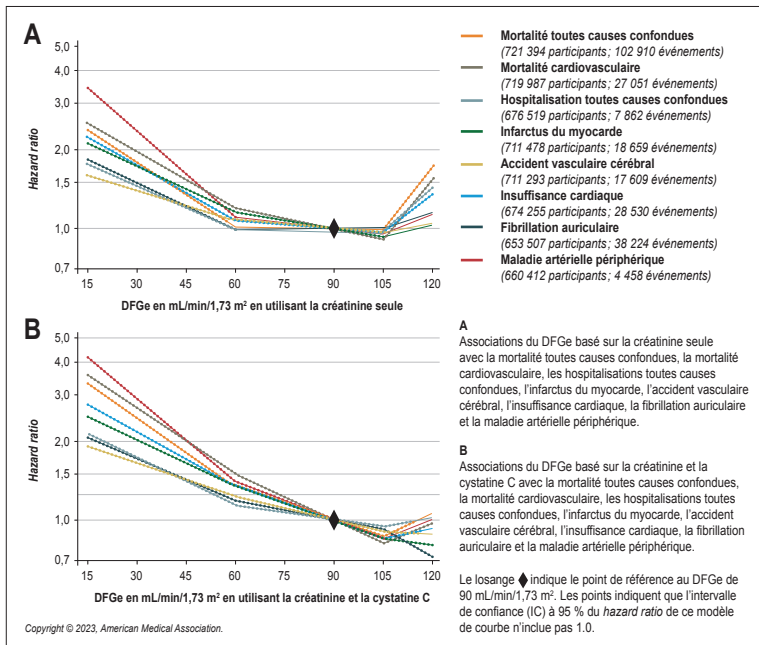 A
5,0
4,0
3,0
2,0
1,5
1,0
0,7
Hazard ratio
15 30 45 60 75 90 105 120
DFGe en mL/min/1,73 m² en utilisant la créatinine seule
Mortalité toutes causes confondues
(721 394 participants; 102 910 événements)
Mortalité cardiovasculaire
(719 987 participants; 27 051 événements)
Hospitalisation toutes causes confondues
(676 519 participants; 7 862 événements)
Infarctus du myocarde
(711 478 participants; 18 659 événements)
Accident vasculaire cérébral
(711 293 participants; 17 609 événements)
Insuffisance cardiaque
(674 255 participants; 28 530 événements)
Fibrillation auriculaire
(653 507 participants; 38 224 événements)
Maladie artérielle périphérique
(660 412 participants; 4 458 événements)
B
5,0
4,0
3,0
2,0
1,5
1,0
0,7
Hazard ratio
15 30 45 60 75 90 105 120
DFGe en mL/min/1,73 m² en utilisant la créatinine et la cystatine C
A
Associations du DFGe basé sur la créatinine seule
avec la mortalité toutes causes confondues, la mortalité
cardiovasculaire, les hospitalisations toutes causes
confondues, l'infarctus du myocarde, l'accident vasculaire
cérébral, l'insuffisance cardiaque, la fibrillation auriculaire
et la maladie artérielle périphérique.
B
Associations du DFGe basé sur la créatinine et la
cystatine C avec la mortalité toutes causes confondues,
la mortalité cardiovasculaire, les hospitalisations toutes
causes confondues, l'infarctus du myocarde, l'accident
vasculaire cérébral, l'insuffisance cardiaque, la fibrillation
auriculaire et la maladie artérielle périphérique.
Le losange ♦ indique le point de référence au DFGe de
90 mL/min/1,73 m². Les points indiquent que l'intervalle
de confiance (IC) à 95 % du hazard ratio de ce modèle
de courbe n'inclue pas 1.0.
Copyright © 2023, American Medical Association.